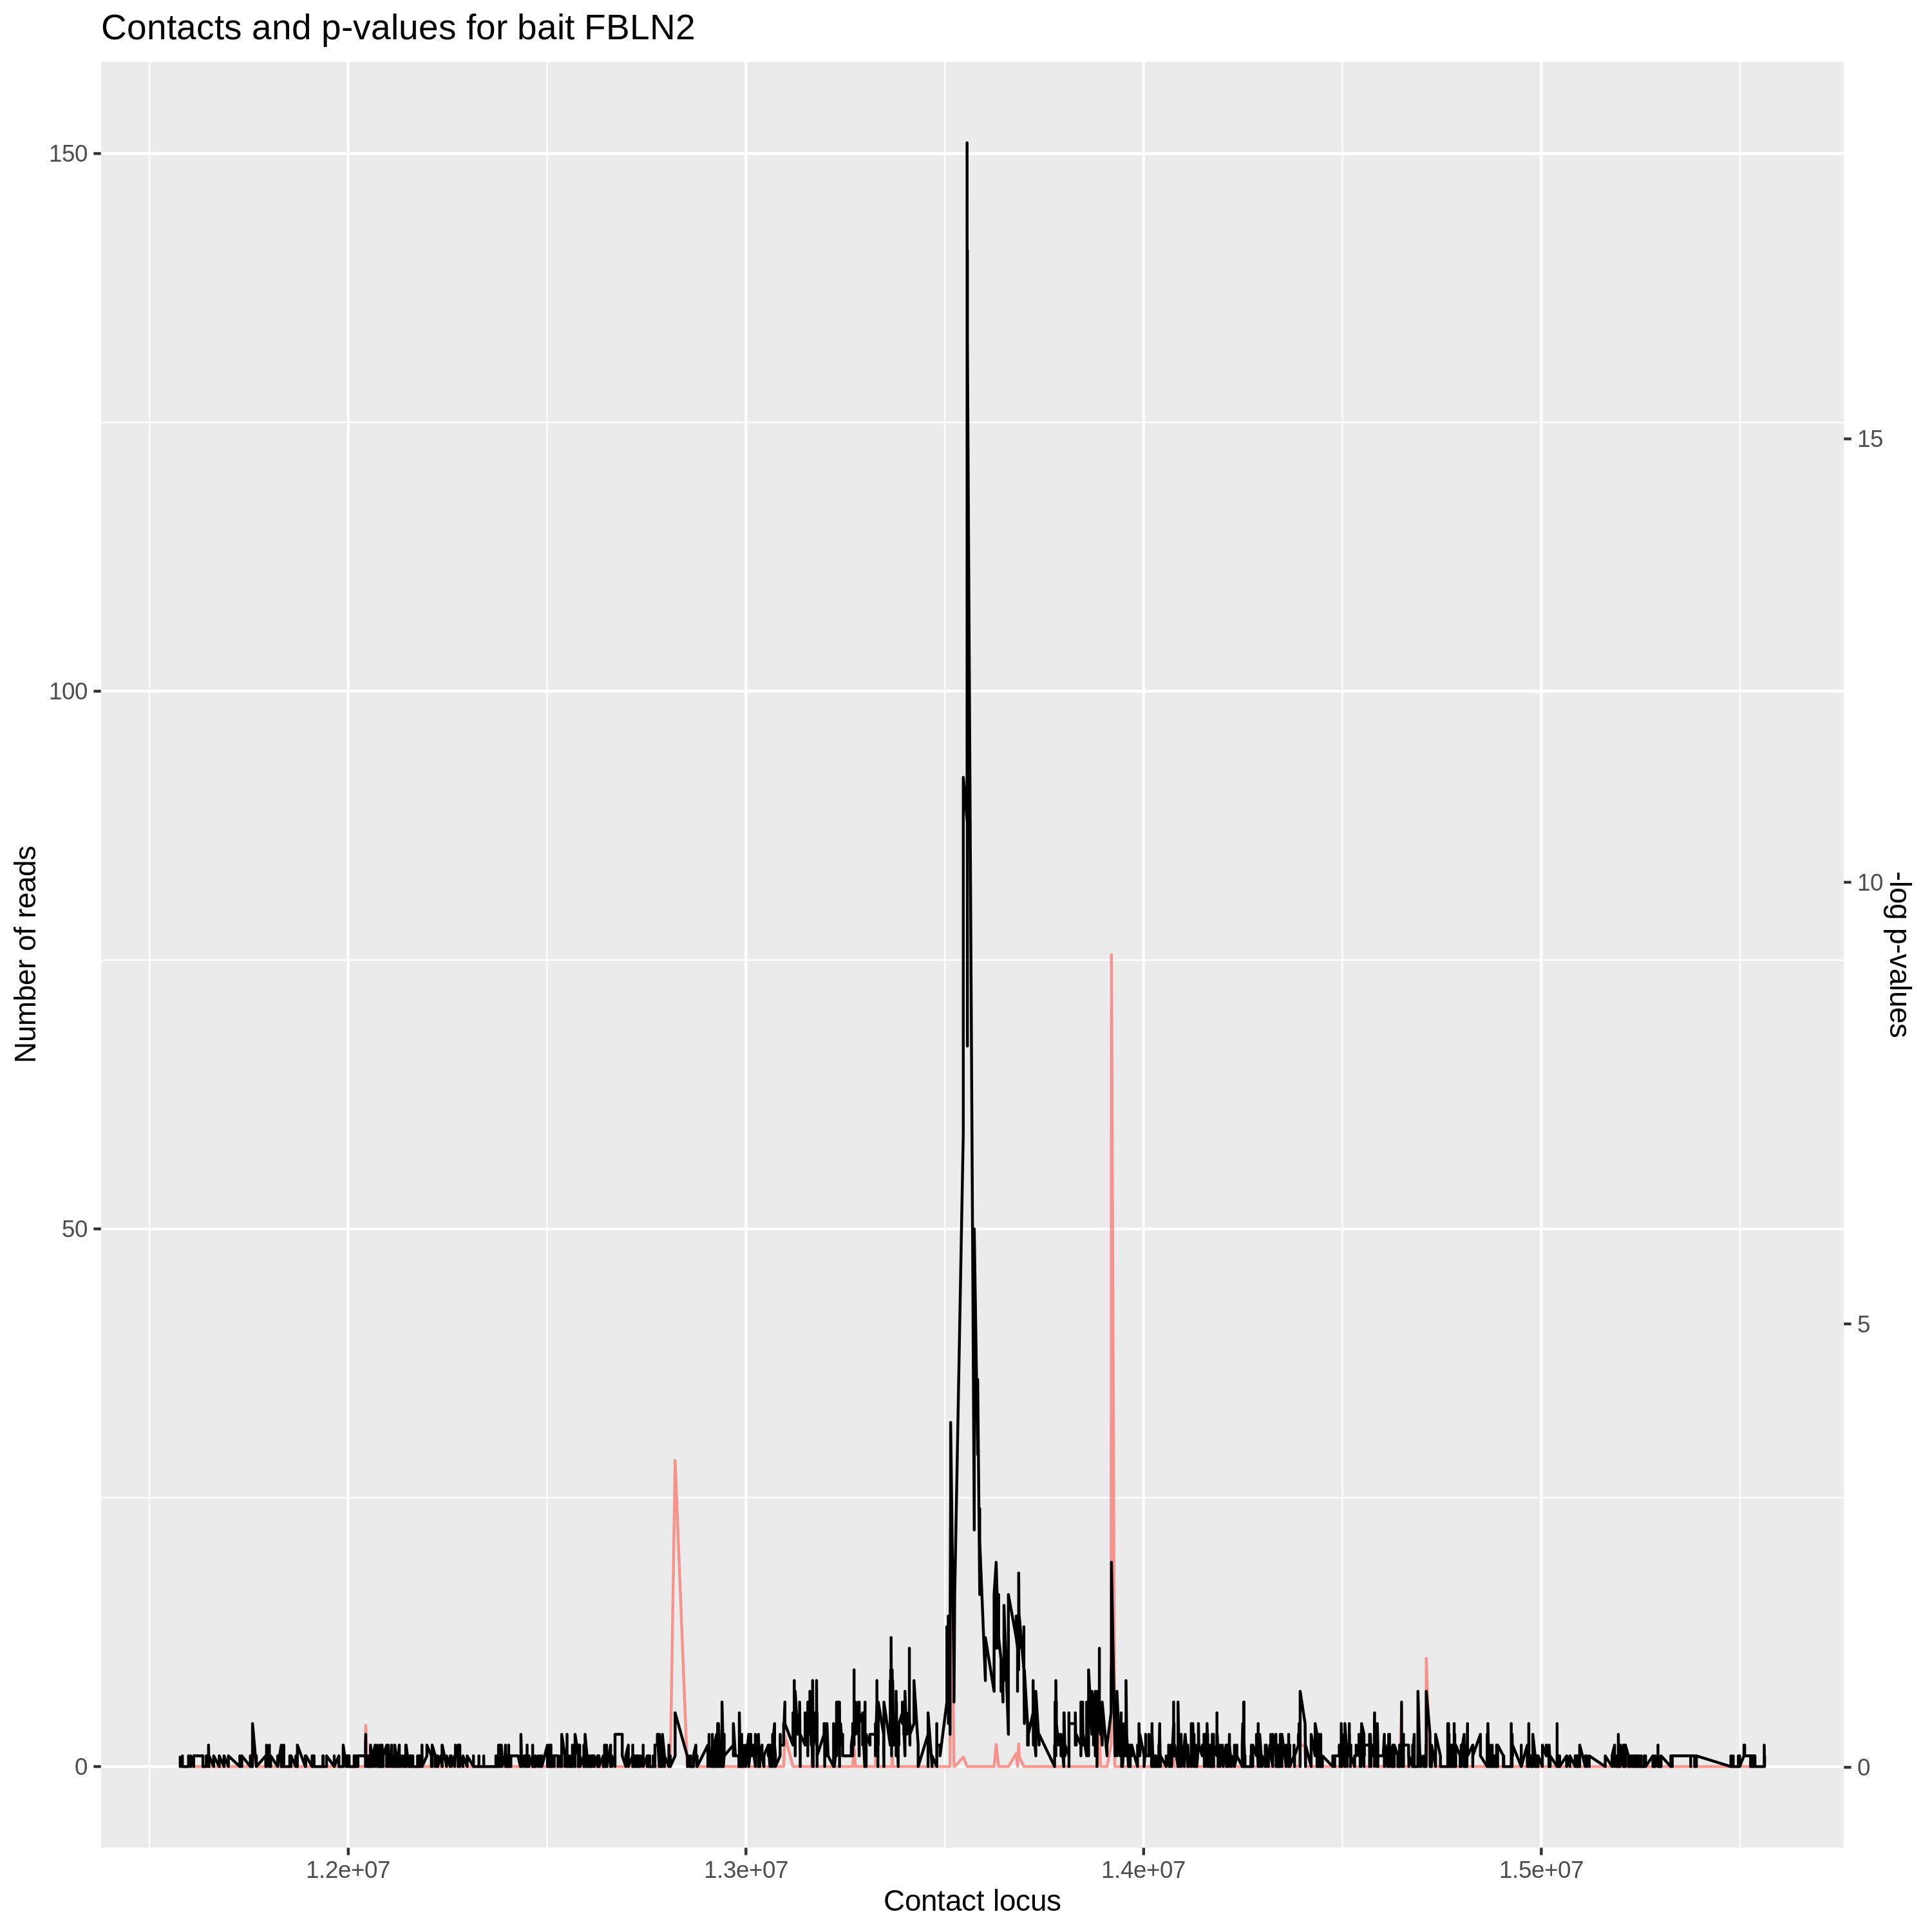 Contacts and p-values for bait FBLN2
150
100
50
0
15
10
5
0
Number of reads
-log p-values
1.2e+07
1.3e+07
1.4e+07
1.5e+07
Contact locus